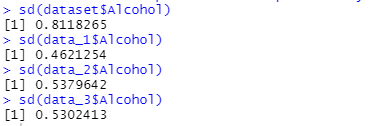 > sd(dataset$Alcohol)
[1] 0.8118265
> sd(data_1$Alcohol)
[1] 0.4621254
> sd(data_2$Alcohol)
[1] 0.5379642
> sd(data_3$Alcohol)
[1] 0.5302413